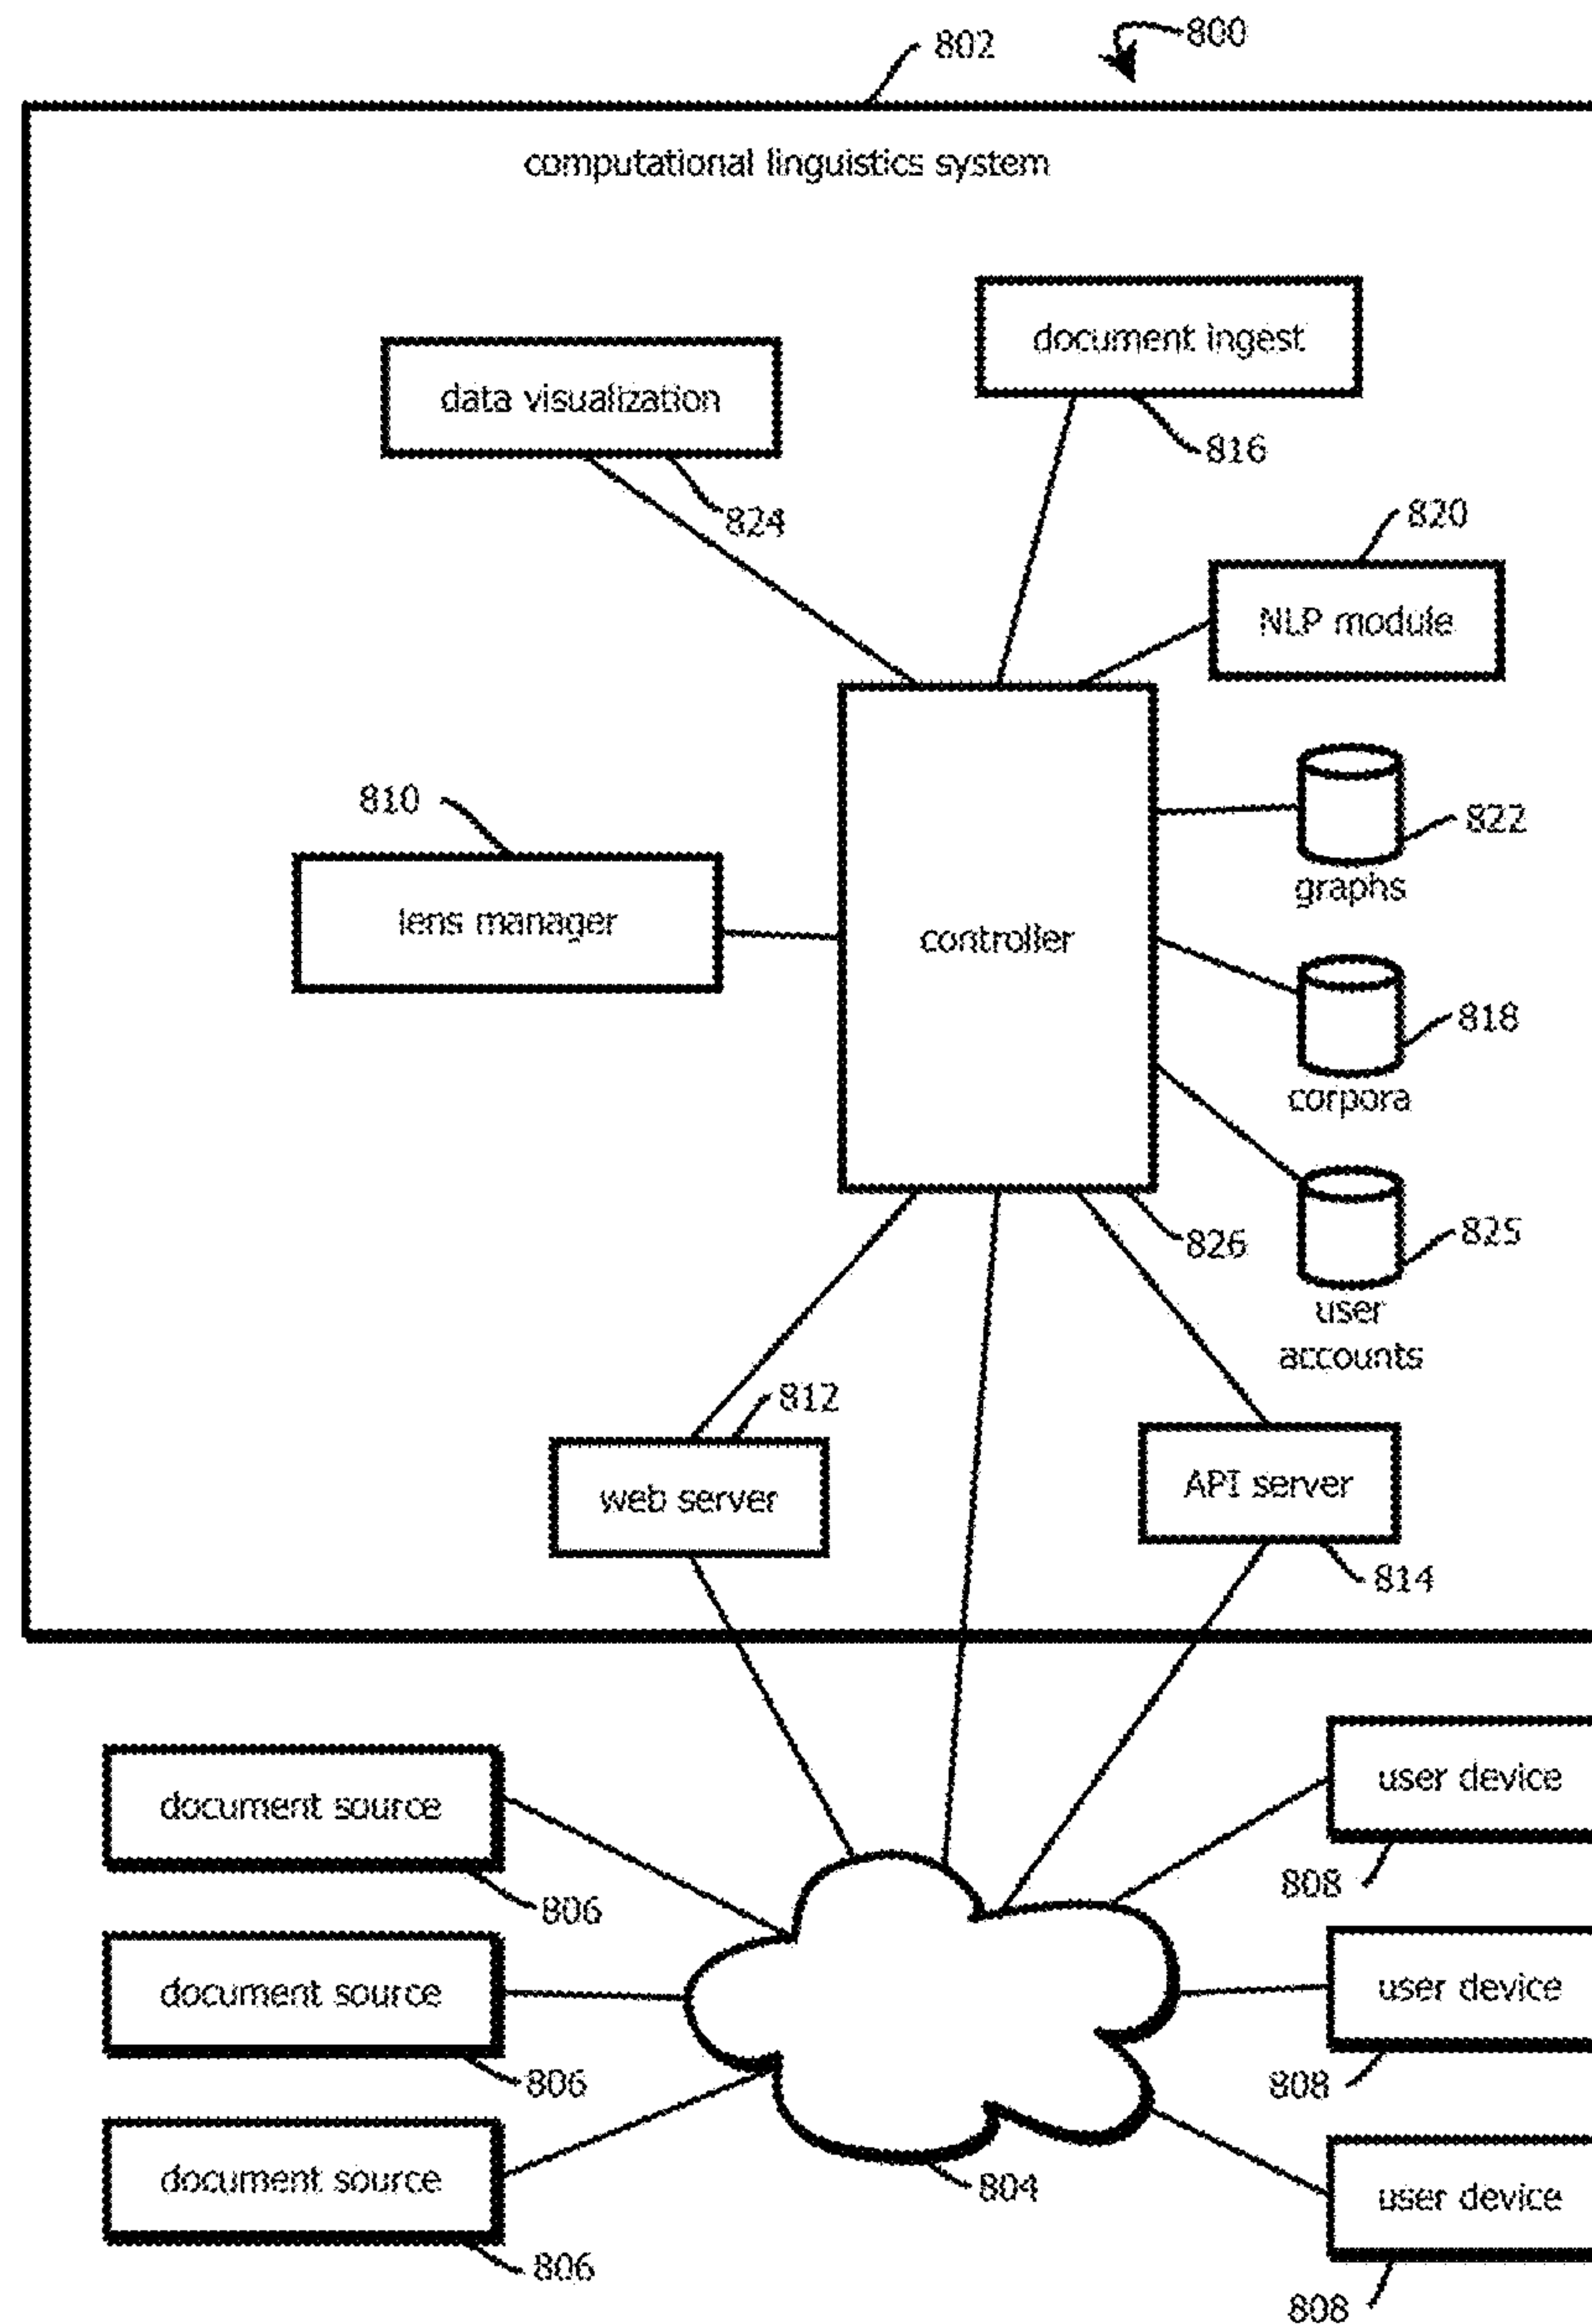 802
800
computational linguistics system
document ingest
data visualization
816
824
820
NLP module
810
822
graphs
lens manager
controller
818
corpora
826
825
user
accounts
812
web server
API server
814
document source
user device
808
806
document source
user device
806
808
document source
804
user device
806
808